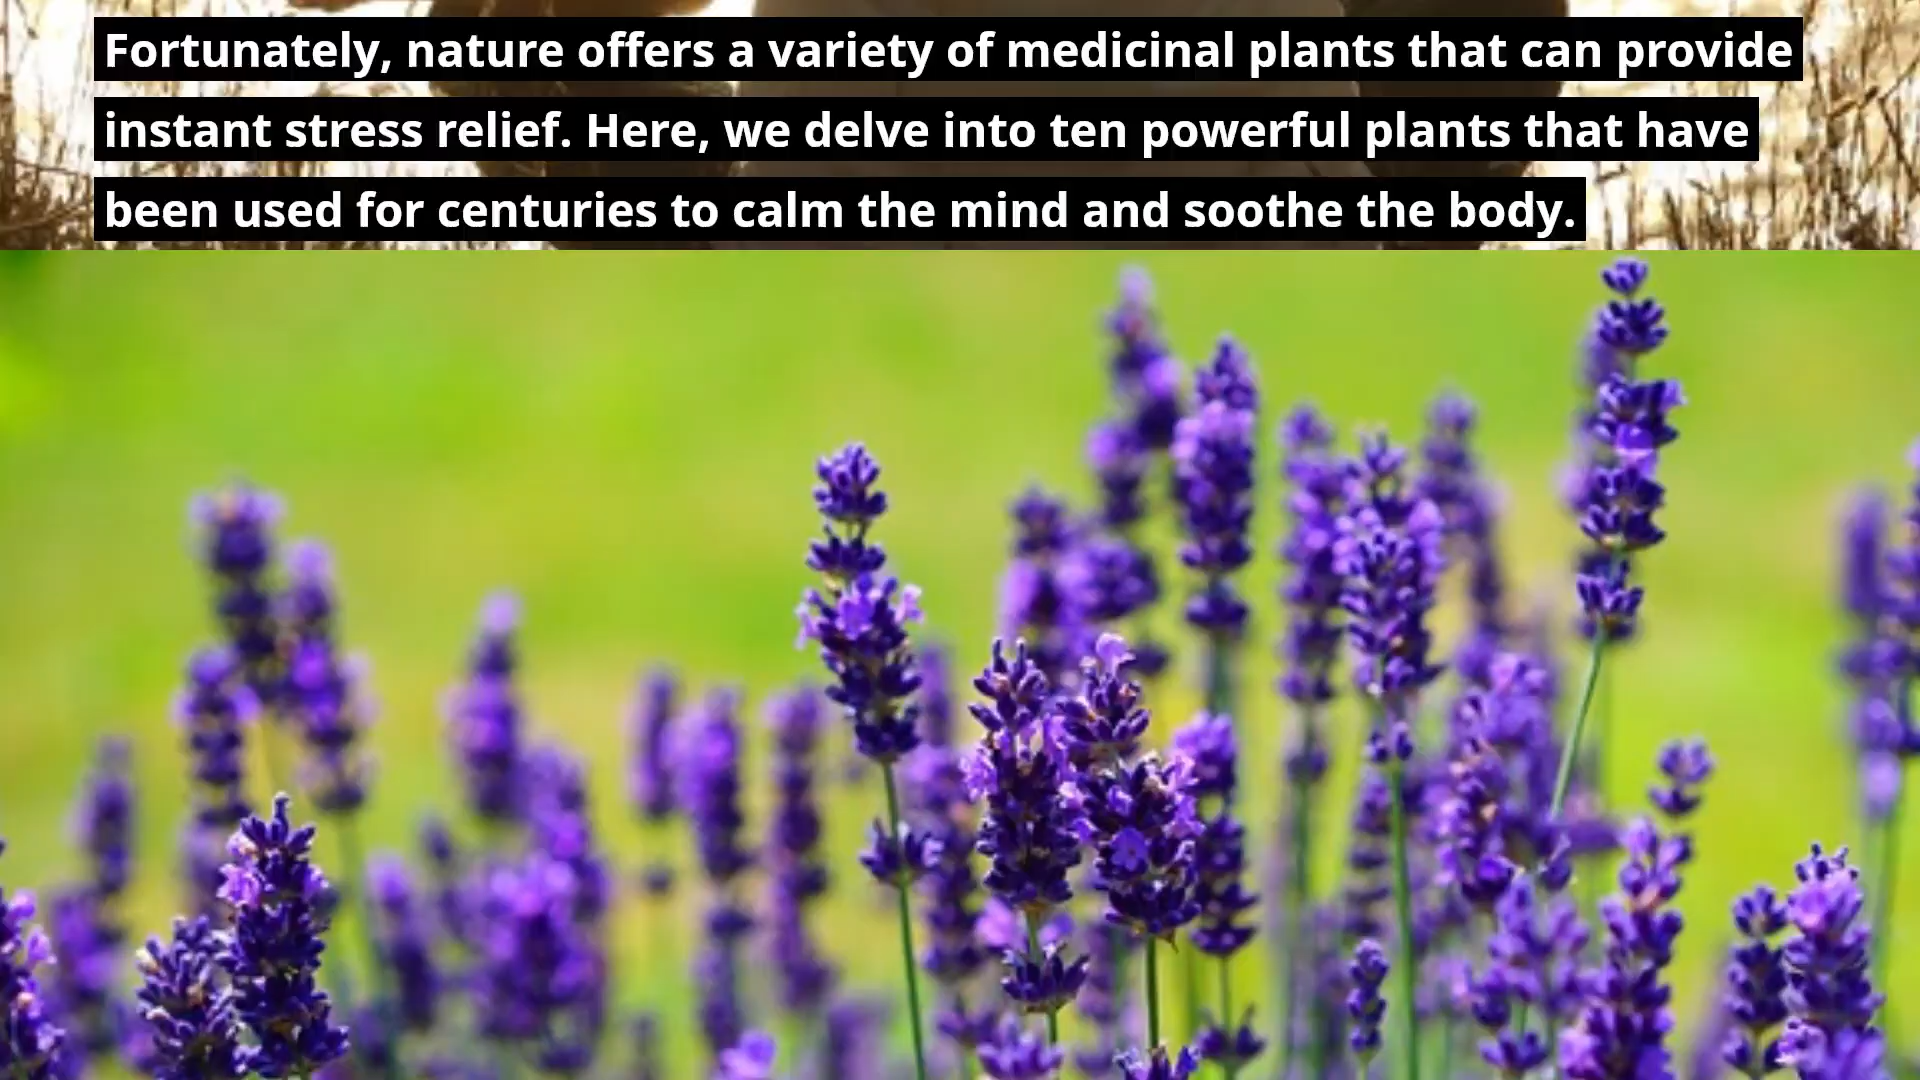 Fortunately, nature offers a variety of medicinal plants that can provide
instant stress relief. Here, we delve into ten powerful plants that have
been used for centuries to calm the mind and soothe the body.